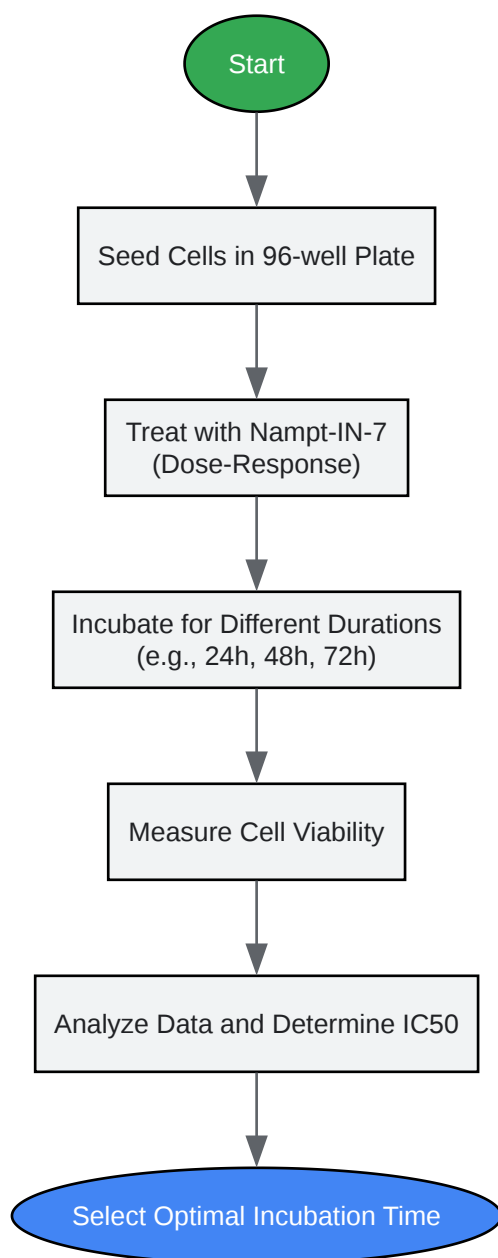 Start
Seed Cells in 96-well Plate
Treat with Nampt-IN-7
(Dose-Response)
Incubate for Different Durations
(e.g., 24h, 48h, 72h)
Measure Cell Viability
Analyze Data and Determine IC50
Select Optimal Incubation Time